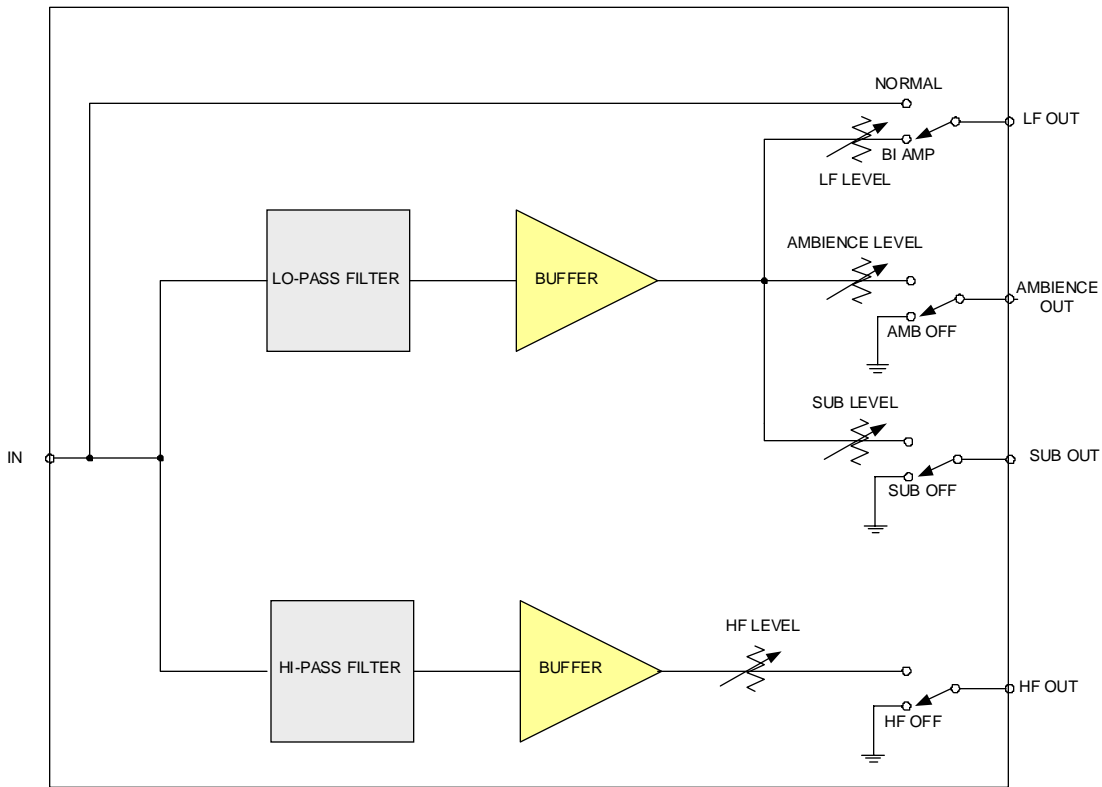 NORMAL
LF OUT
BI AMP
LF LEVEL
AMBIENCE LEVEL
LO-PASS FILTER
BUFFER
AMBIENCE
OUT
AMB OFF
SUB LEVEL
IN
SUB OUT
SUB OFF
HF LEVEL
HI-PASS FILTER
BUFFER
HF OUT
HF OFF